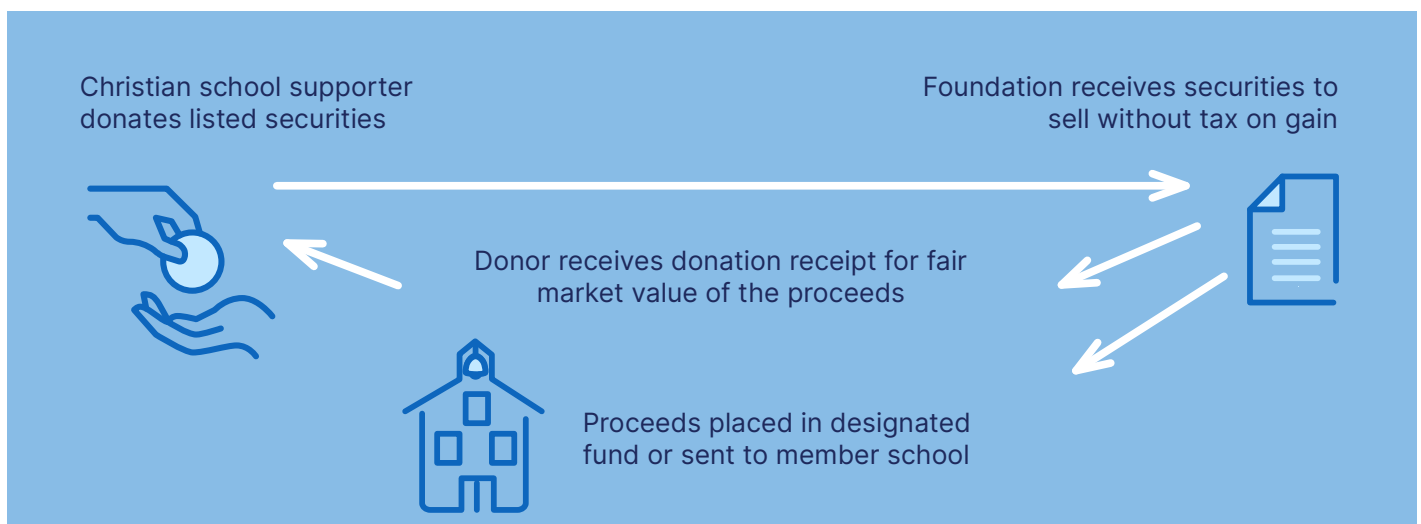 Christian school supporter
donates listed securities
Foundation receives securities to
sell without tax on gain
Donor receives donation receipt for fair
market value of the proceeds
Proceeds placed in designated
fund or sent to member school